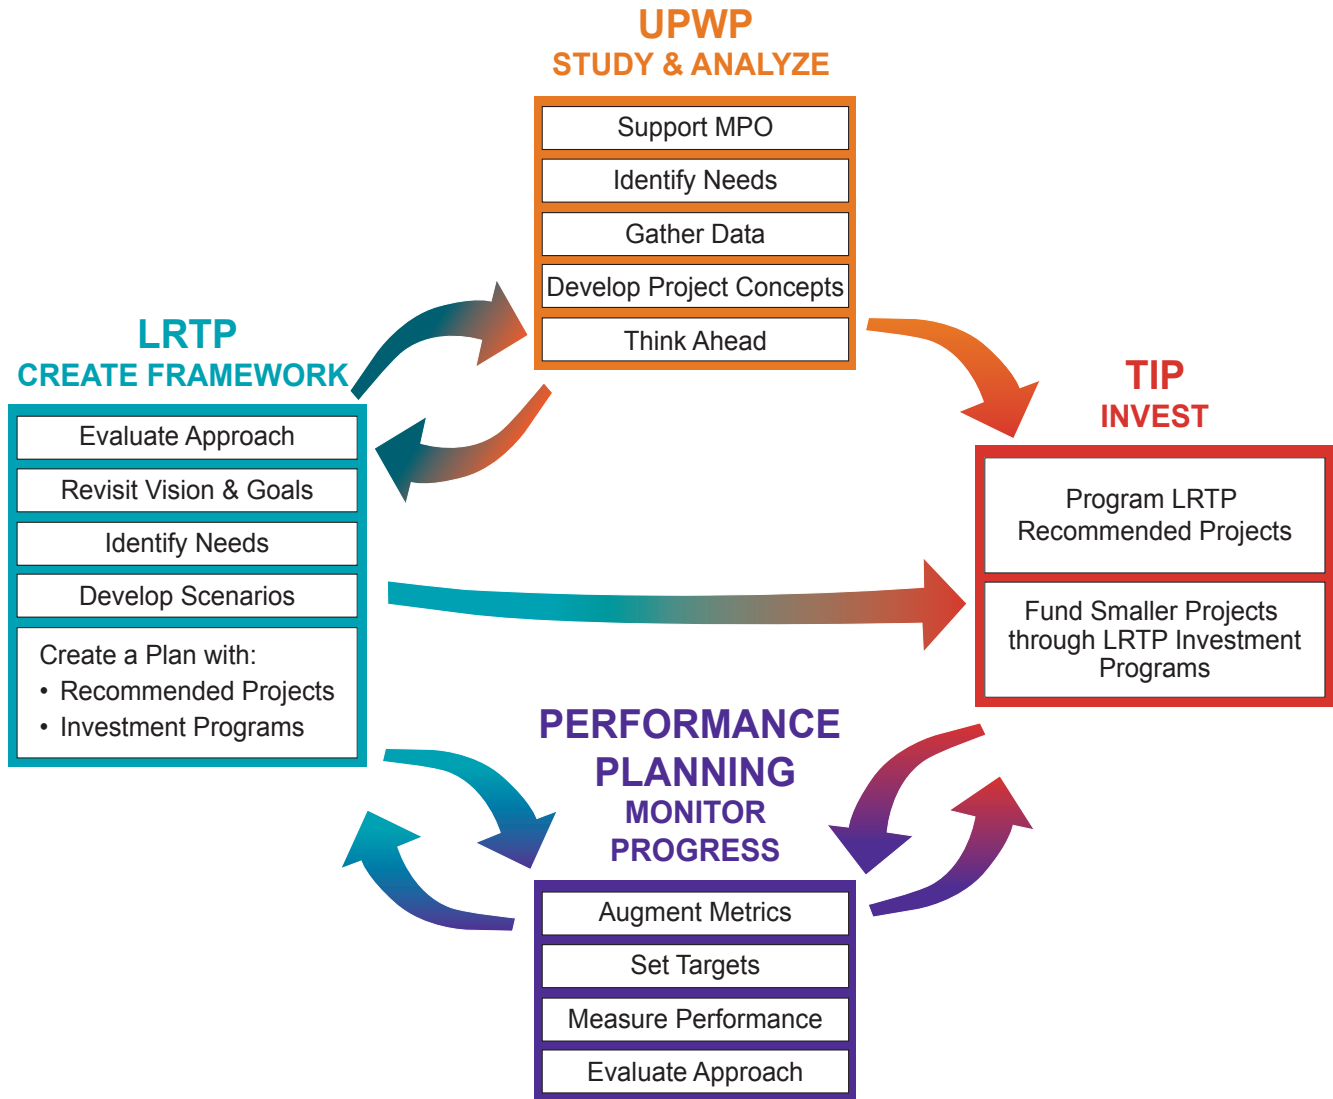 UPWP
STUDY & ANALYZE
Support MPO
Identify Needs
Gather Data
Develop Project Concepts
Think Ahead
LRTP
CREATE FRAMEWORK
Evaluate Approach
Revisit Vision & Goals
Identify Needs
Develop Scenarios
Create a Plan with:
• Recommended Projects
• Investment Programs
TIP
INVEST
Program LRTP
Recommended Projects
Fund Smaller Projects
through LRTP Investment
Programs
PERFORMANCE
PLANNING
MONITOR
PROGRESS
Augment Metrics
Set Targets
Measure Performance
Evaluate Approach